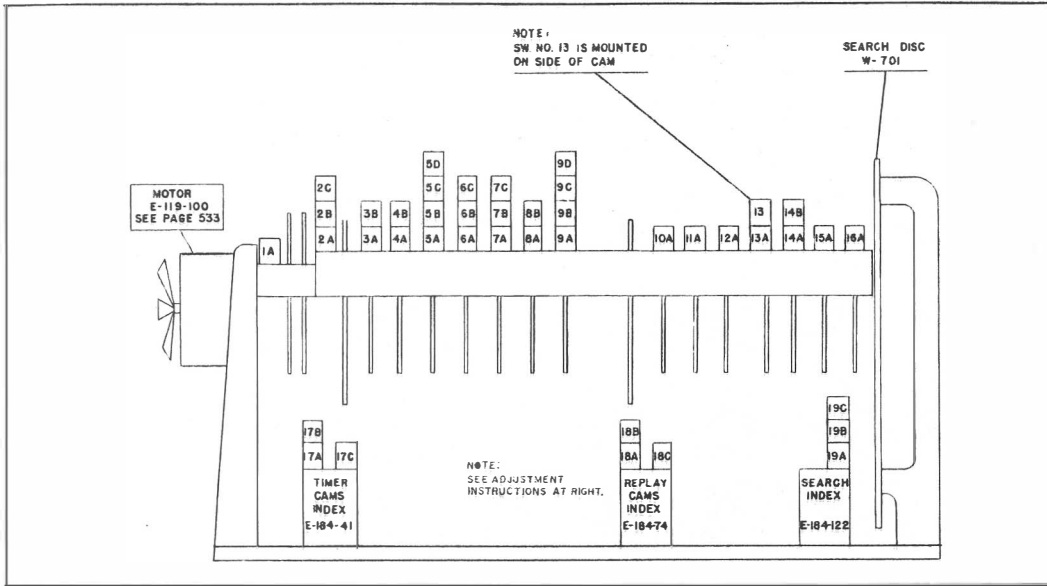 NOTE:
SW. NO. 13 IS MOUNTED
ON SIDE OF CAM
SEARCH DISC
W-701
MOTOR
E-119-100
SEE PAGE 533
1A
2C
2B
2A
3B
3A
4B
4A
5D
5C
5B
5A
6C
6B
6A
7C
7B
7A
8B
8A
9D
9C
9B
9A
10A
11A
12A
13
13A
14B
14A
15A
16A
17B
17A
17C
TIMER
CAMS
INDEX
E-184-41
NOTE:
SEE ADJUSTMENT
INSTRUCTIONS AT RIGHT.
18B
18A
18C
REPLAY
CAMS
INDEX
E-184-74
19C
19B
19A
SEARCH
INDEX
E-184-122